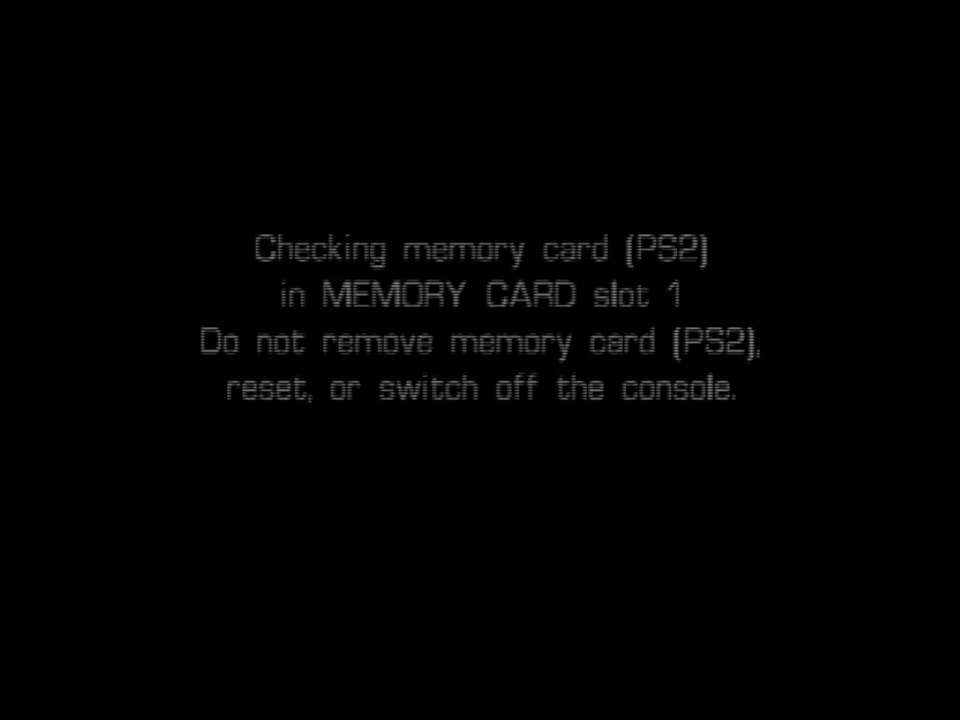 Checking memory card (PS2)
in MEMORY CARD slot 1
Do not remove memory card (PS2),
reset, or switch off the console.